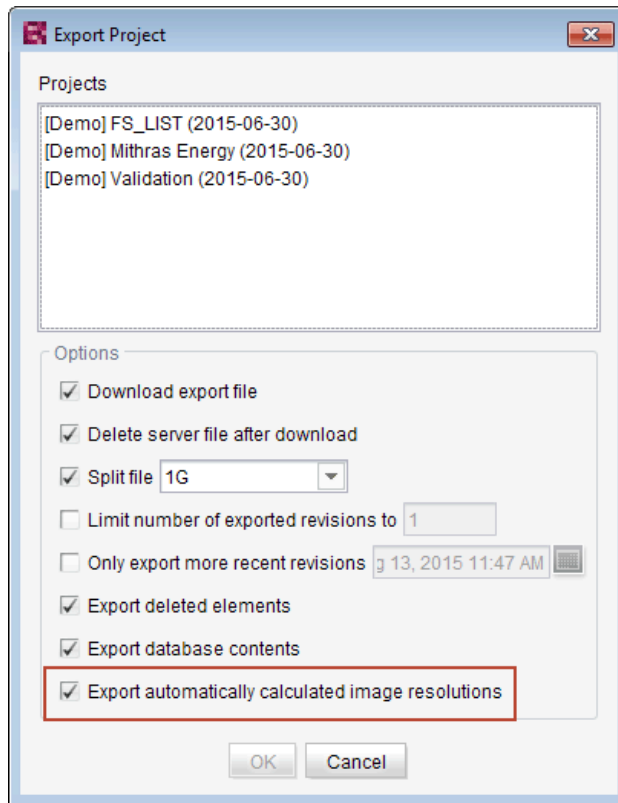 Export Project
Projects
[Demo] FS_LIST (2015-06-30)
[Demo] Mithras Energy (2015-06-30)
[Demo] Validation (2015-06-30)
Options
Download export file
Delete server file after download
Split file 1G
Limit number of exported revisions to 1
Only export more recent revisions g 13, 2015 11:47 AM
Export deleted elements
Export database contents
Export automatically calculated image resolutions
OK Cancel